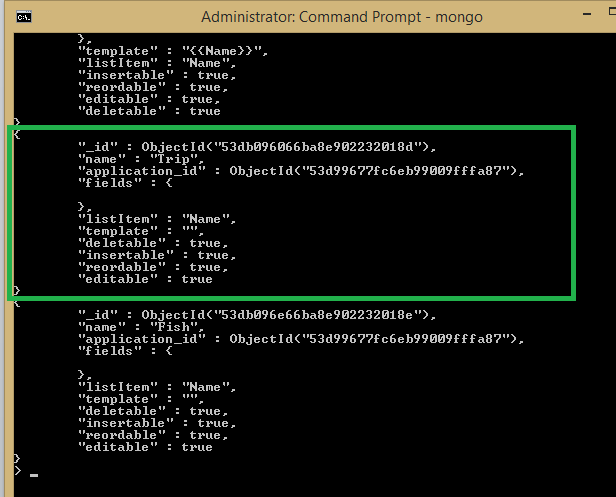 Administrator: Command Prompt - mongo
},
"template" : "{{Name}}",
"listItem" : "Name",
"insertable" : true,
"reordable" : true,
"editable" : true,
"deletable" : true
}
{
"_id" : ObjectId("53db096066ba8e902232018d"),
"name" : "Trip",
"application_id" : ObjectId("53d99677fc6eb99009fffa87"),
"fields" : {
},
"listItem" : "Name",
"template" : "",
"deletable" : true,
"insertable" : true,
"reordable" : true,
"editable" : true
}
{
"_id" : ObjectId("53db096e66ba8e902232018e"),
"name" : "Fish",
"application_id" : ObjectId("53d99677fc6eb99009fffa87"),
"fields" : {
},
"listItem" : "Name",
"template" : "",
"deletable" : true,
"insertable" : true,
"reordable" : true,
"editable" : true
}
> _